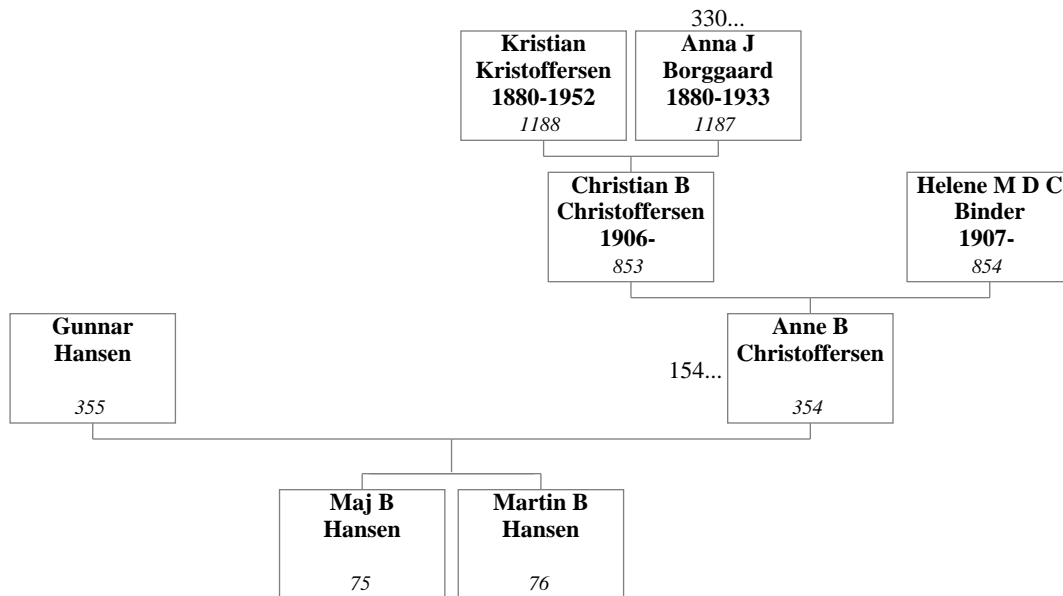 330...
Kristian
Kristoffersen
1880-1952
1188
Anna J
Borggaard
1880-1933
1187
Christian B
Christoffersen
1906-
853
Helene M D C
Binder
1907-
854
Gunnar
Hansen
355
154...
Anne B
Christoffersen
354
Maj B
Hansen
75
Martin B
Hansen
76